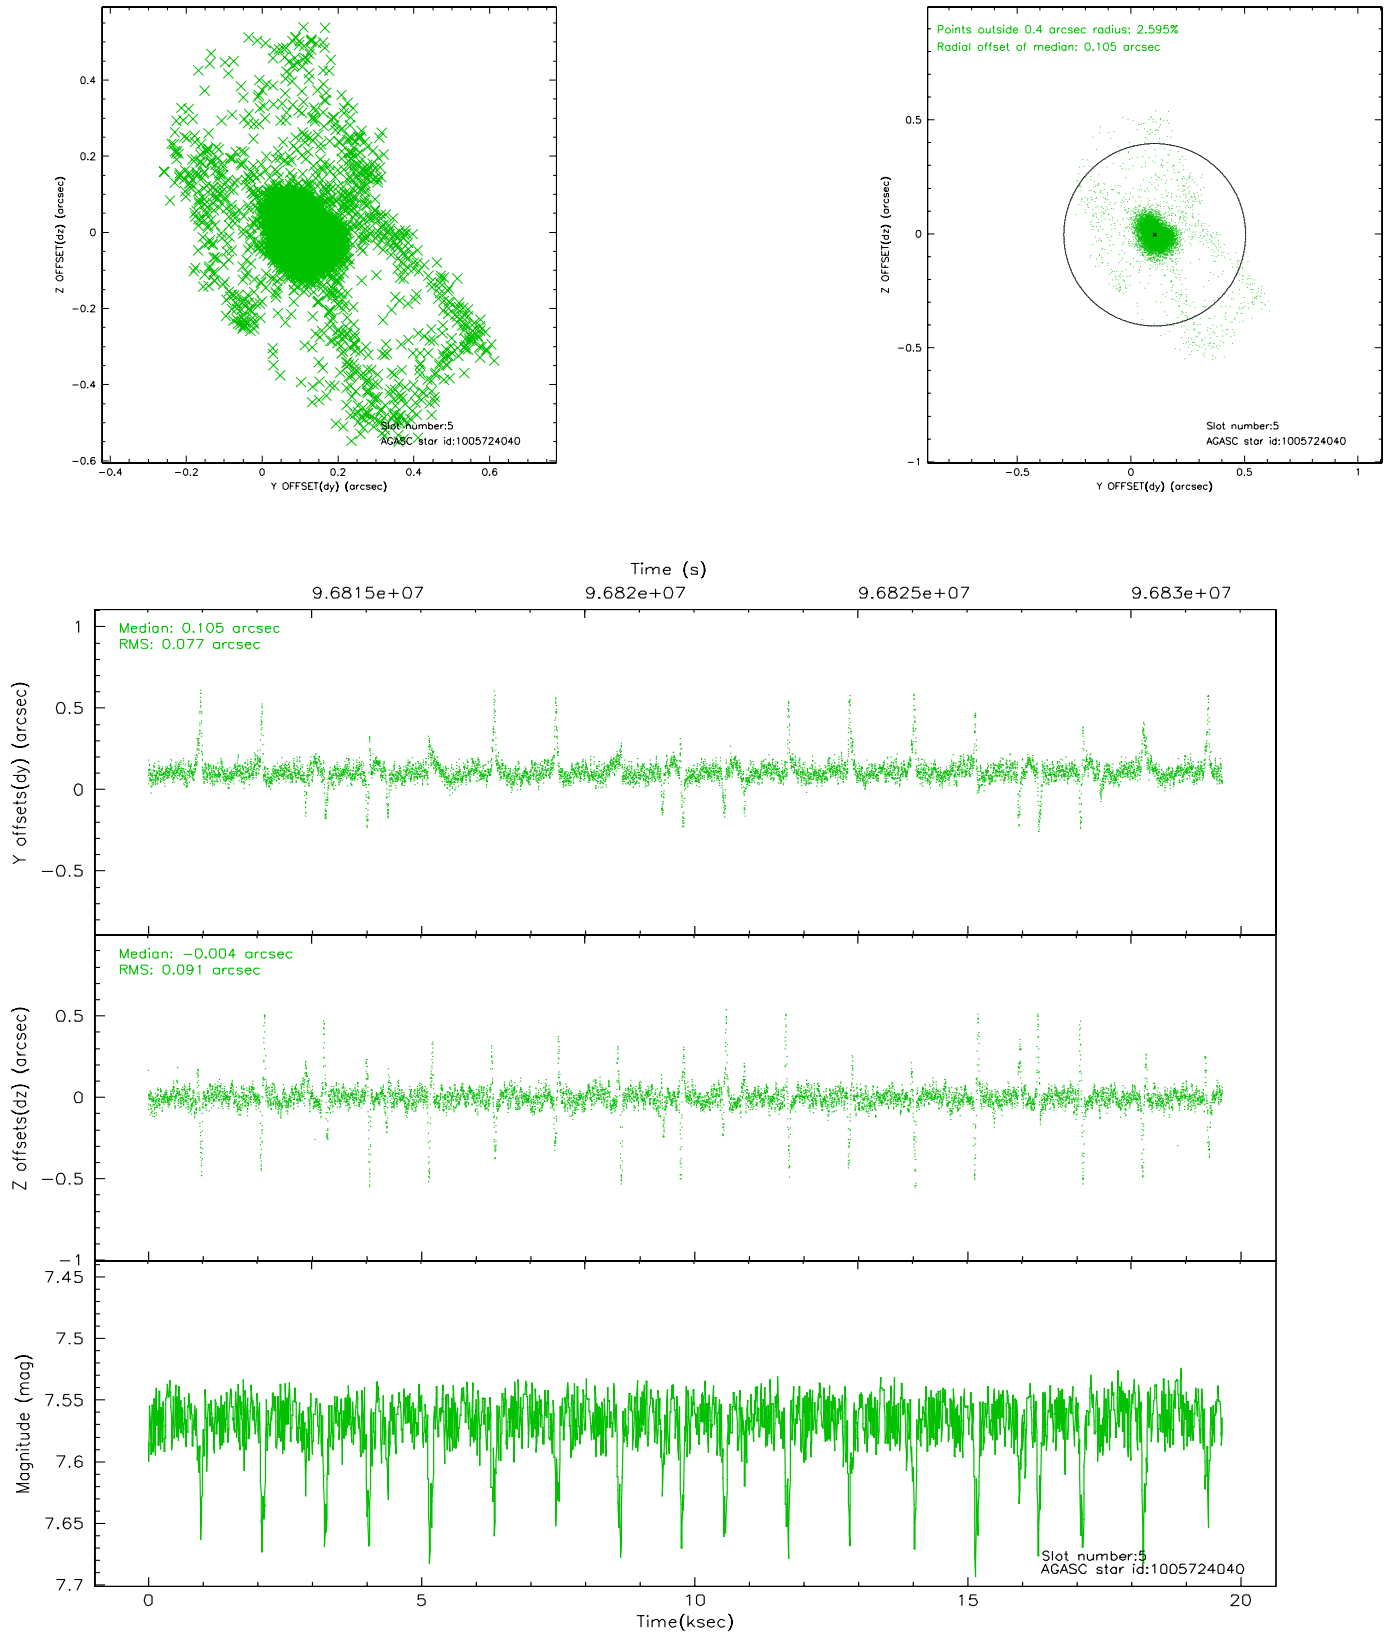 0.4
0.2
0
−0.2
−0.4
−0.6
Z OFFSET(dz) (arcsec)
Slot number:5
AGASC star id:1005724040
−0.4 −0.2 0 0.2 0.4 0.6
Y OFFSET(dy) (arcsec)
Points outside 0.4 arcsec radius: 2.595%
Radial offset of median: 0.105 arcsec
0.5
0
−0.5
−1
Z OFFSET(dz) (arcsec)
Slot number:5
AGASC star id:1005724040
−0.5 0 0.5 1
Y OFFSET(dy) (arcsec)
Time (s)
9.6815e+07 9.682e+07 9.6825e+07 9.683e+07
Median: 0.105 arcsec
RMS: 0.077 arcsec
1
0.5
0
−0.5
Y offsets(dy) (arcsec)
Median: −0.004 arcsec
RMS: 0.091 arcsec
0.5
0
−0.5
−1
Z offsets(dz) (arcsec)
7.45
7.5
7.55
7.6
7.65
7.7
Magnitude (mag)
Slot number:5
AGASC star id:1005724040
0 5 10 15 20
Time(ksec)